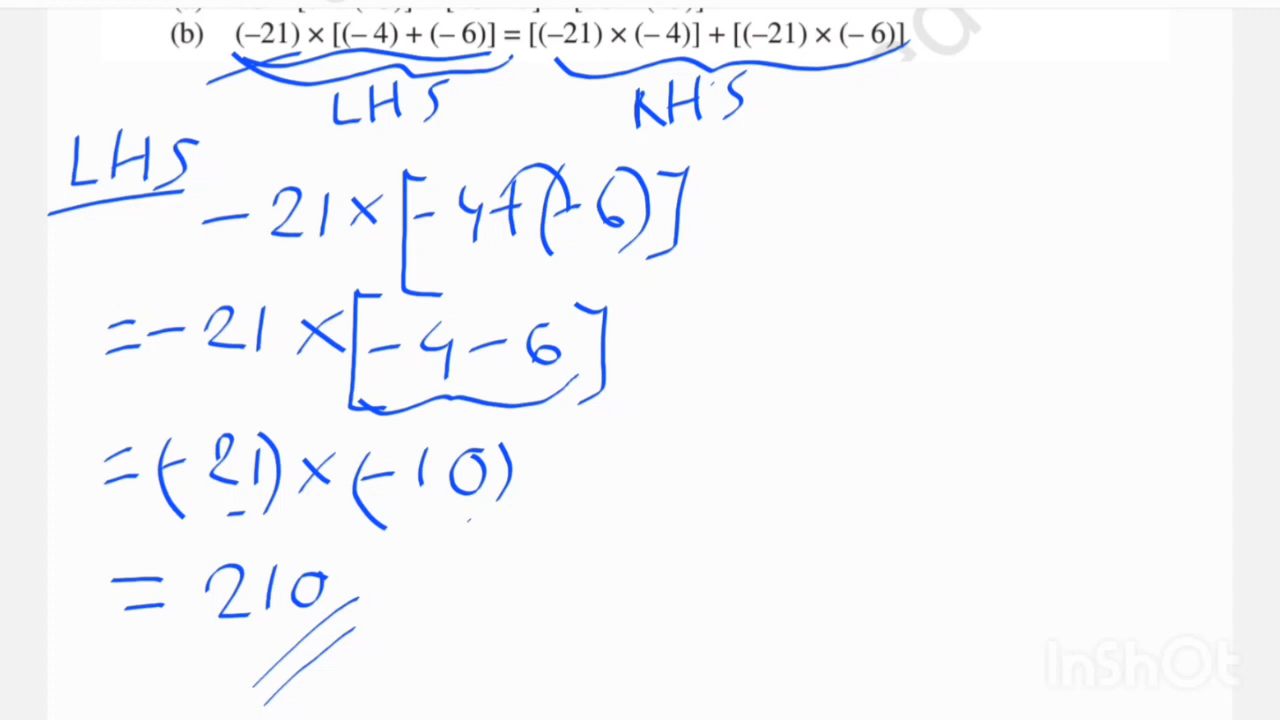 (b) (–21) × [(– 4) + (– 6)] = [(–21) × (– 4)] + [(–21) × (– 6)]
LHS RHS
LHS
- 21 × [- 4 + (- 6)]
= - 21 × [- 4 - 6]
= (- 21) × (- 10)
= 210
InShOt